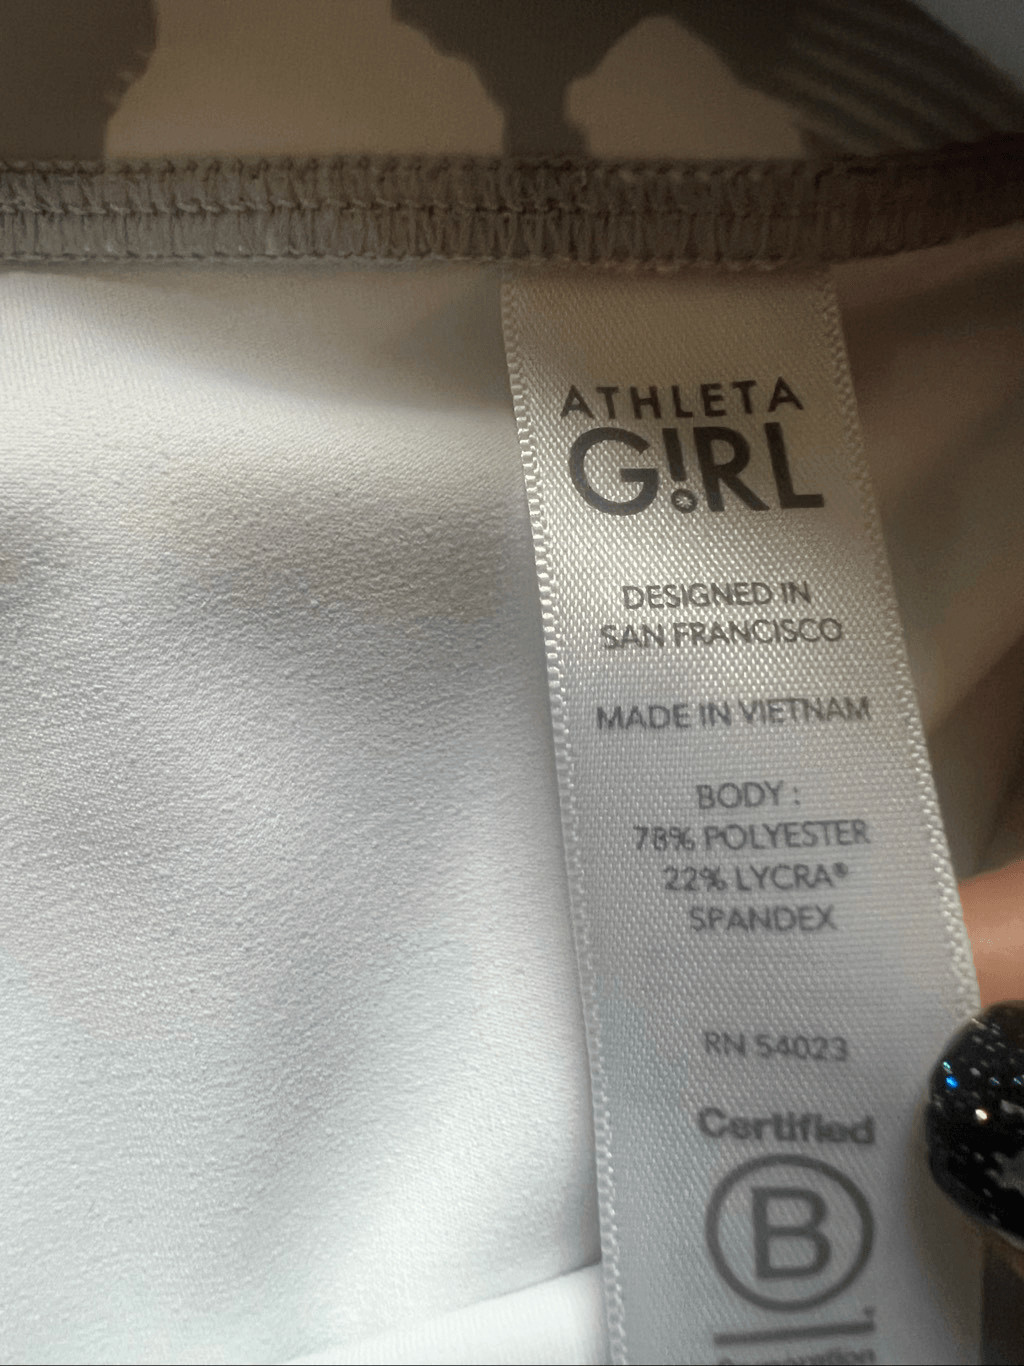 ATHLETA
G!RL
DESIGNED IN
SAN FRANCISCO
MADE IN VIETNAM
BODY :
78% POLYESTER
22% LYCRA®
SPANDEX
RN 54023
Certified
B